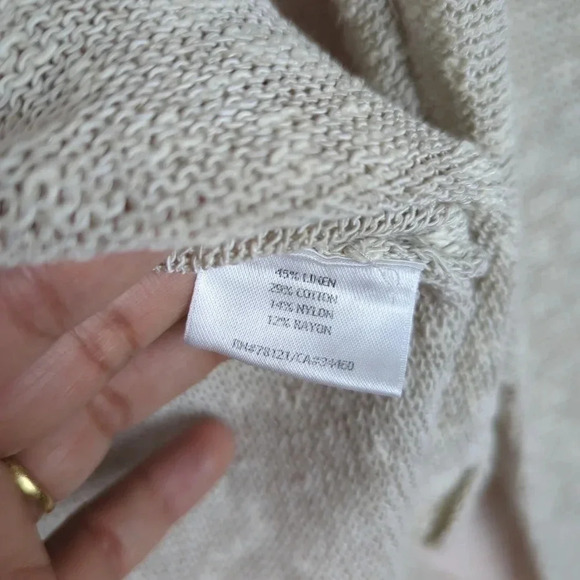 45% LINEN
29% COTTON
14% NYLON
12% RAYON
RN#78121/CA#34460